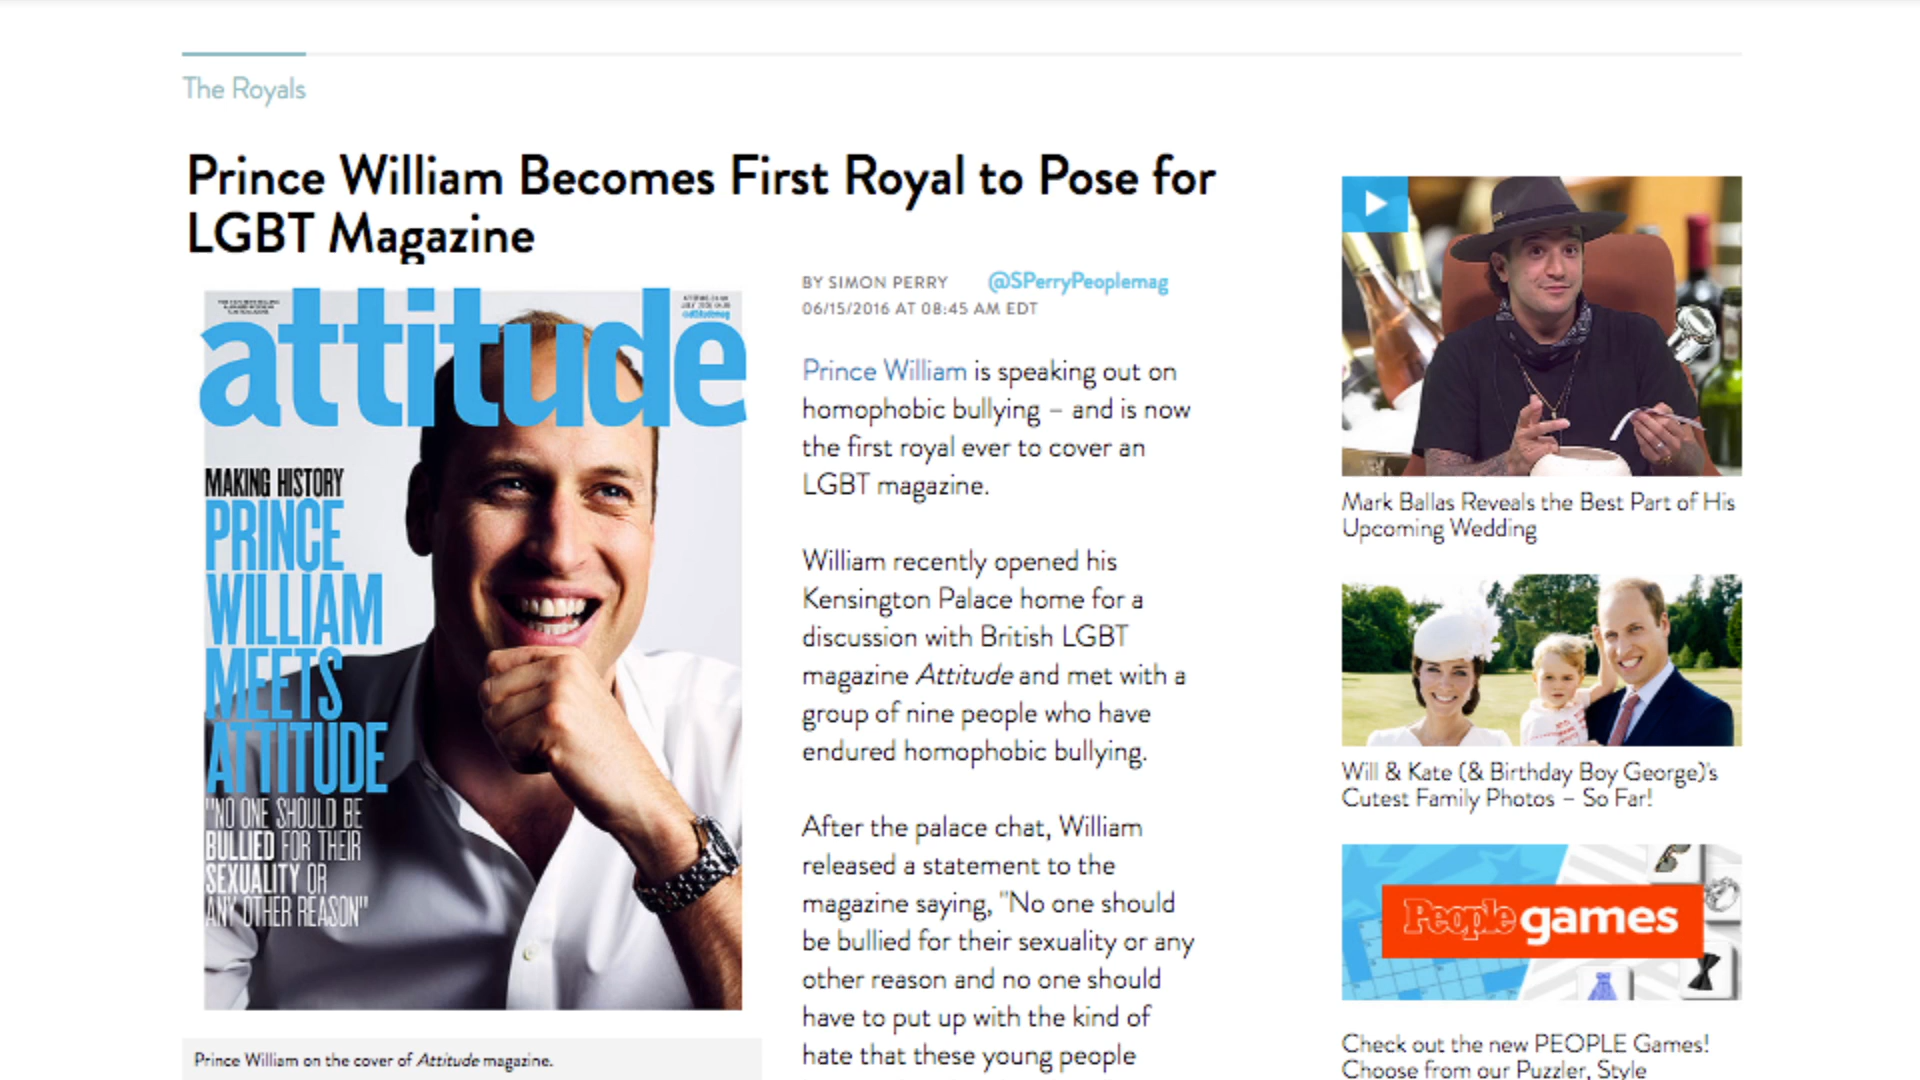 The Royals
Prince William Becomes First Royal to Pose for
LGBT Magazine
attitude
MAKING HISTORY
PRINCE
WILLIAM
MEETS
ATTITUDE
"NO ONE SHOULD BE
BULLIED FOR THEIR
SEXUALITY OR
ANY OTHER REASON"
Prince William on the cover of Attitude magazine.
BY SIMON PERRY @SPerryPeoplemag
06/15/2016 AT 08:45 AM EDT
Prince William is speaking out on
homophobic bullying – and is now
the first royal ever to cover an
LGBT magazine.
William recently opened his
Kensington Palace home for a
discussion with British LGBT
magazine Attitude and met with a
group of nine people who have
endured homophobic bullying.
After the palace chat, William
released a statement to the
magazine saying, "No one should
be bullied for their sexuality or any
other reason and no one should
have to put up with the kind of
hate that these young people
Mark Ballas Reveals the Best Part of His
Upcoming Wedding
Will & Kate (& Birthday Boy George)'s
Cutest Family Photos – So Far!
People games
Check out the new PEOPLE Games!
Choose from our Puzzler, Style